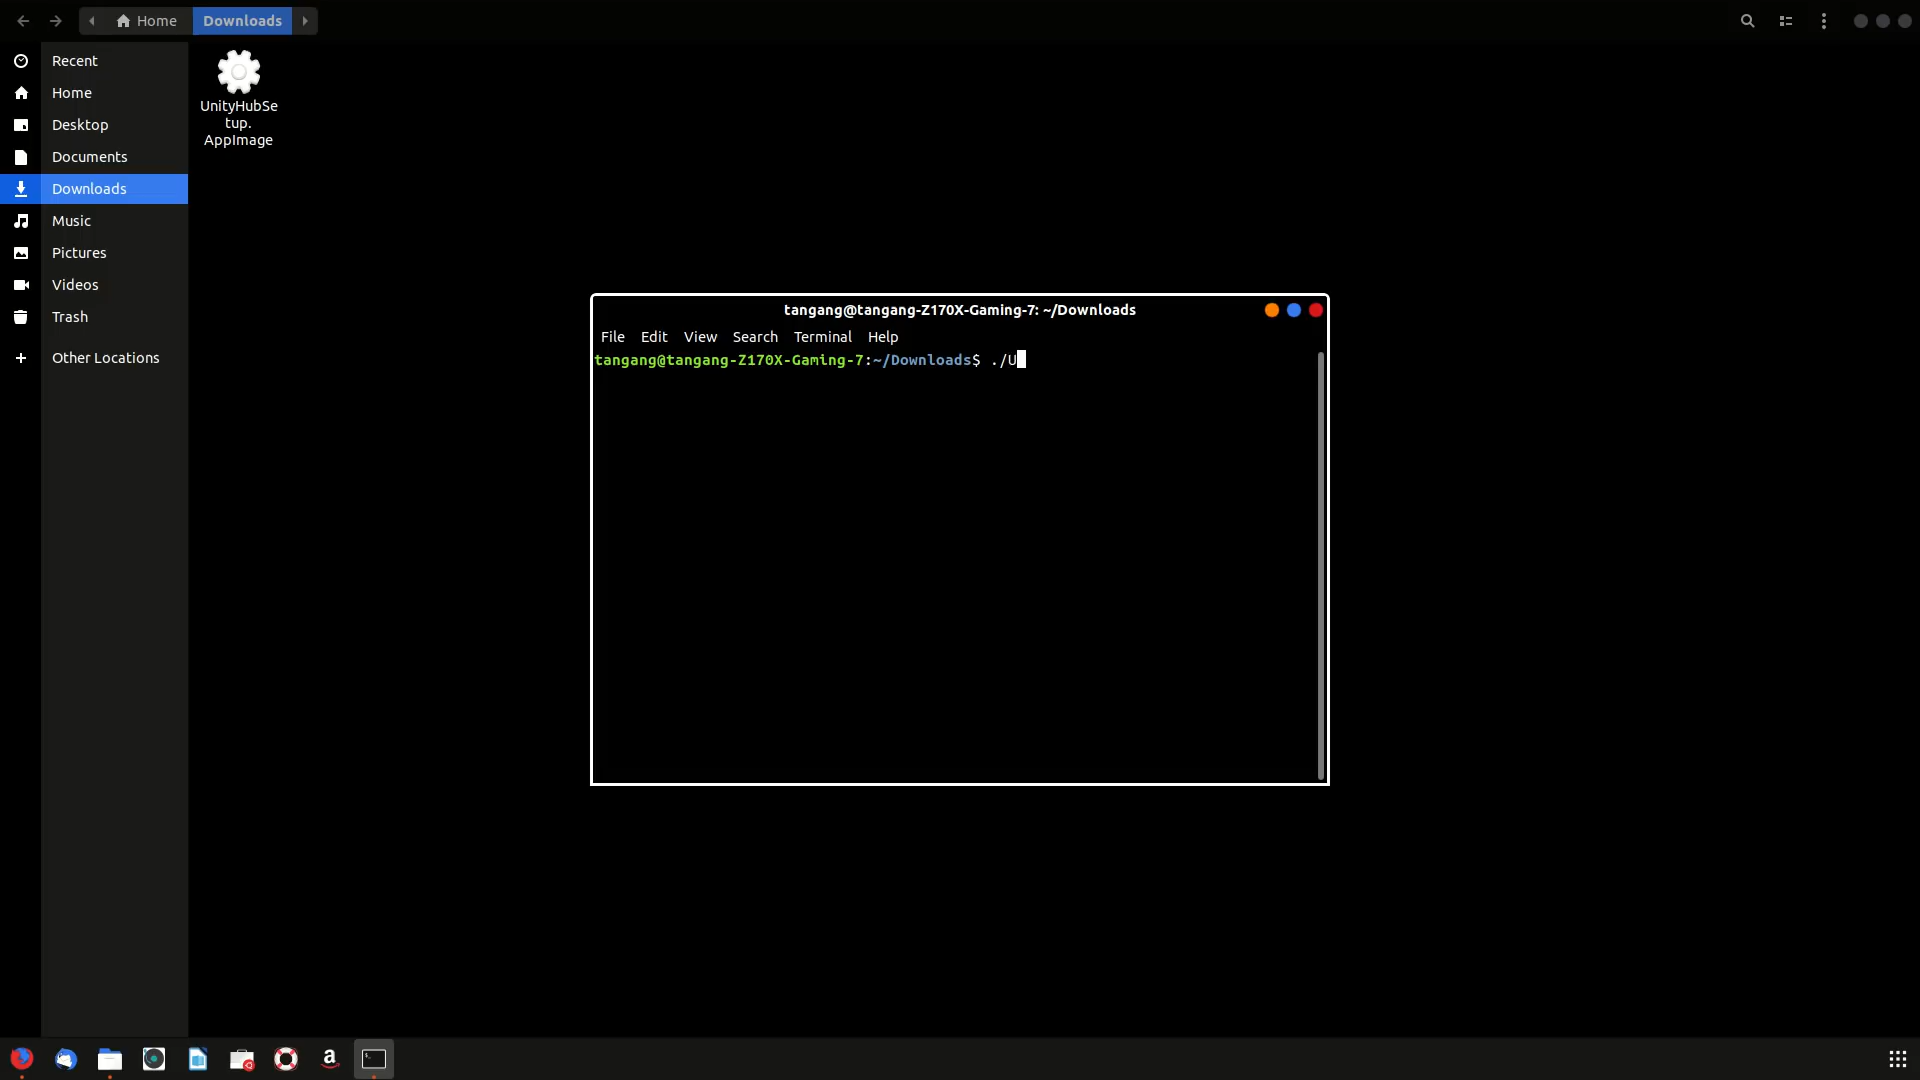 Home
Downloads
Recent
Home
Desktop
Documents
Downloads
Music
Pictures
Videos
Trash
Other Locations
UnityHubSe
tup.
AppImage
tangang@tangang-Z170X-Gaming-7: ~/Downloads
File Edit View Search Terminal Help
tangang@tangang-Z170X-Gaming-7:~/Downloads$ ./U